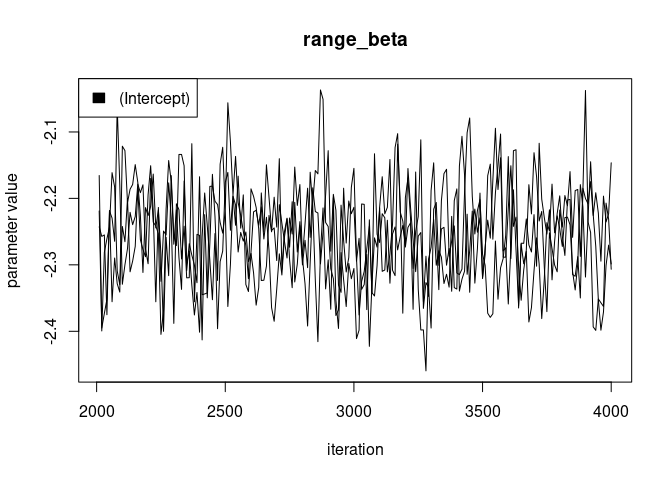 range_beta
(Intercept)
-2.1
-2.2
-2.3
-2.4
parameter value
2000 2500 3000 3500 4000
iteration